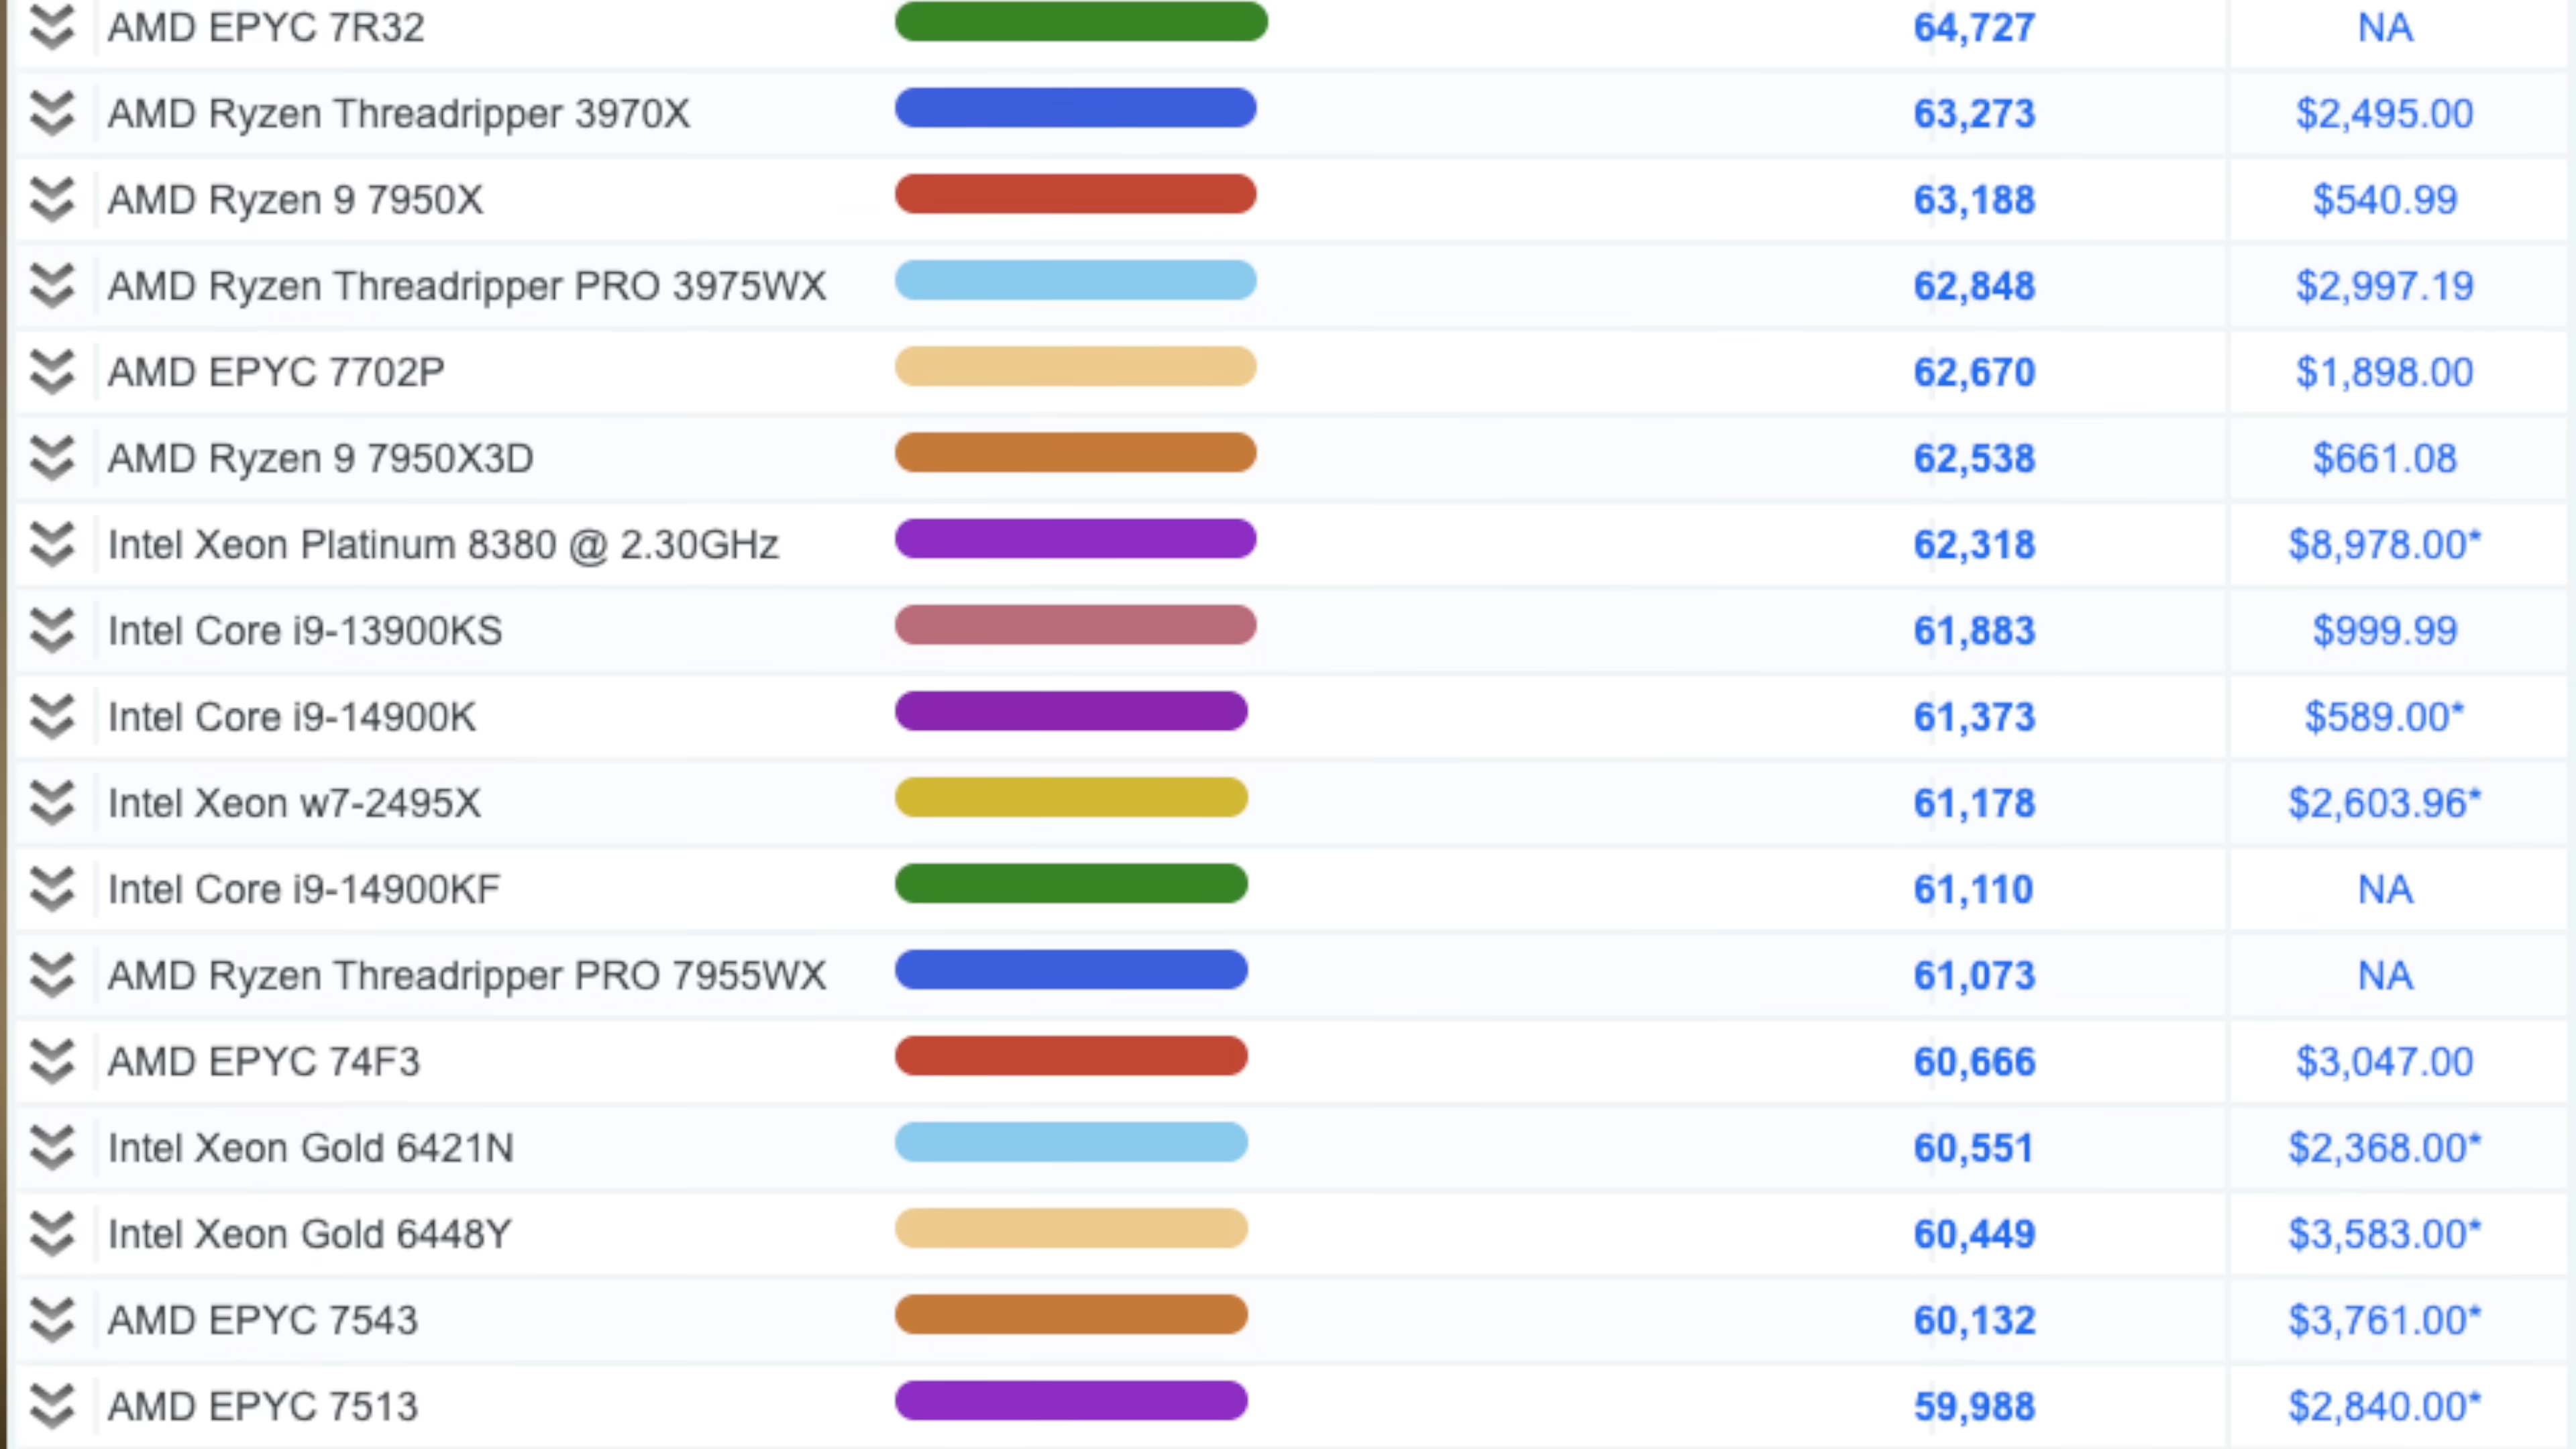 AMD EPYC 7R32 64,727 NA
AMD Ryzen Threadripper 3970X 63,273 $2,495.00
AMD Ryzen 9 7950X 63,188 $540.99
AMD Ryzen Threadripper PRO 3975WX 62,848 $2,997.19
AMD EPYC 7702P 62,670 $1,898.00
AMD Ryzen 9 7950X3D 62,538 $661.08
Intel Xeon Platinum 8380 @ 2.30GHz 62,318 $8,978.00*
Intel Core i9-13900KS 61,883 $999.99
Intel Core i9-14900K 61,373 $589.00*
Intel Xeon w7-2495X 61,178 $2,603.96*
Intel Core i9-14900KF 61,110 NA
AMD Ryzen Threadripper PRO 7955WX 61,073 NA
AMD EPYC 74F3 60,666 $3,047.00
Intel Xeon Gold 6421N 60,551 $2,368.00*
Intel Xeon Gold 6448Y 60,449 $3,583.00*
AMD EPYC 7543 60,132 $3,761.00*
AMD EPYC 7513 59,988 $2,840.00*